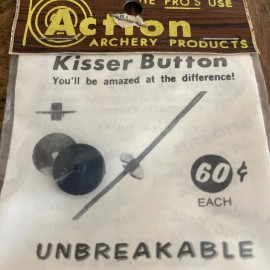 THE PRO'S USE
Action
ARCHERY PRODUCTS
Kisser Button
You'll be amazed at the difference!
60¢
EACH
UNBREAKABLE